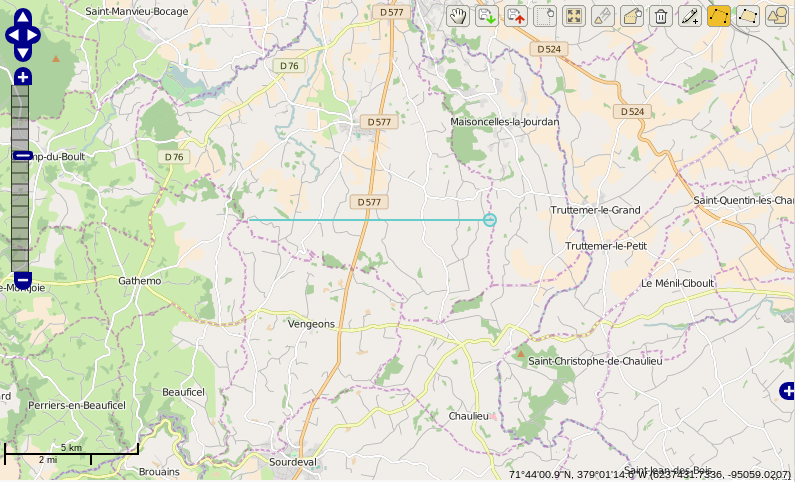 Saint-Manvieu-Bocage
D 577
D 524
D 76
D 524
D 577
Maisoncelles-la-Jourdan
mp-du-Boult
D 76
D 577
Saint-Quentin-les-Char
Truttemer-le-Grand
Truttemer-le-Petit
Gathemo
Le Ménil-Ciboult
e-Montjoie
Vengeons
Saint-Christophe-de-Chaulieu
Beauficel
rd
Perriers-en-Beauficel
Chaulieu
5 km
2 mi
Sourdeval
Brouains
Saint-Jean-des-Bois
71°44'00.9"N, 379°01'14.6"W (6237431.7336, -95059.0207)